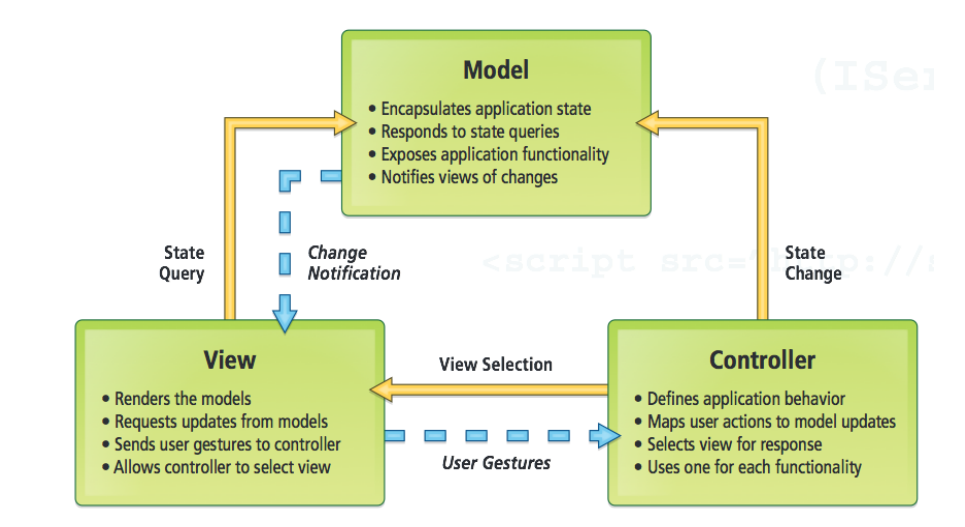 (ISer
Model
• Encapsulates application state
• Responds to state queries
• Exposes application functionality
• Notifies views of changes
State
Query
Change
Notification
<script src="http://s
State
Change
View
• Renders the models
• Requests updates from models
• Sends user gestures to controller
• Allows controller to select view
View Selection
User Gestures
Controller
• Defines application behavior
• Maps user actions to model updates
• Selects view for response
• Uses one for each functionality